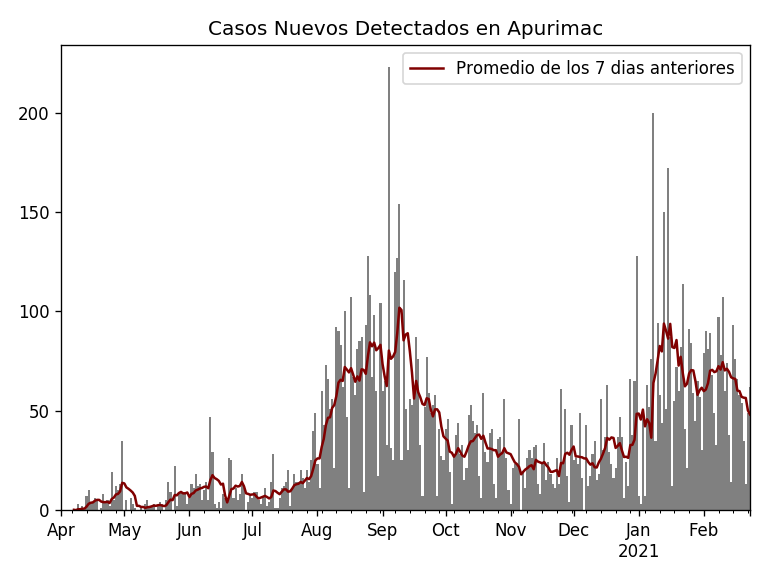 Casos Nuevos Detectados en Apurimac
Promedio de los 7 dias anteriores
200
150
100
50
0
Apr May Jun Jul Aug Sep Oct Nov Dec Jan Feb
2021